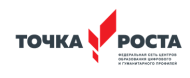 ТОЧКА РОСТА
ФЕДЕРАЛЬНАЯ СЕТЬ ЦЕНТРОВ
ОБРАЗОВАНИЯ ЦИФРОВОГО
И ГУМАНИТАРНОГО ПРОФИЛЕЙ